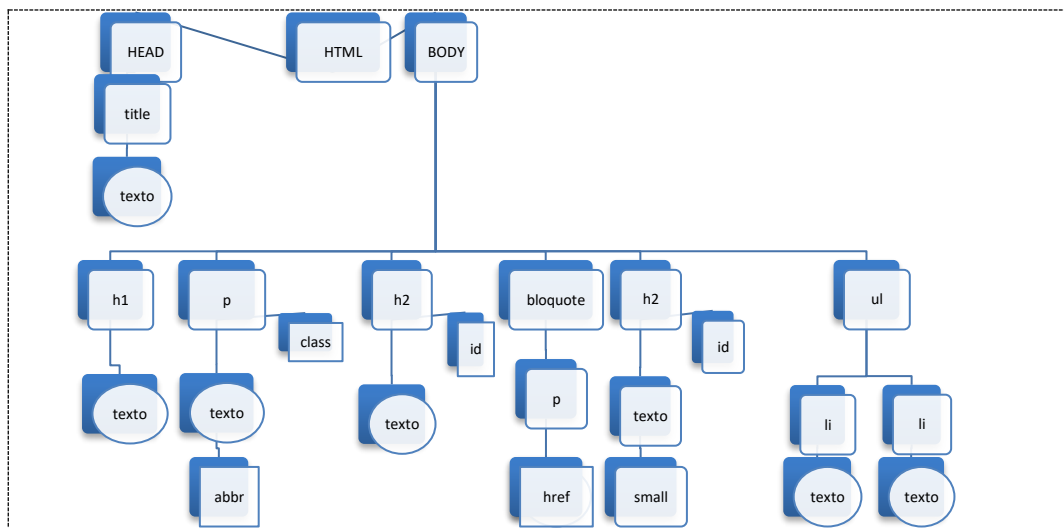 HEAD
HTML
BODY
title
texto
h1
p
h2
bloquote
h2
ul
class
id
id
texto
texto
texto
p
texto
li
li
abbr
href
small
texto
texto